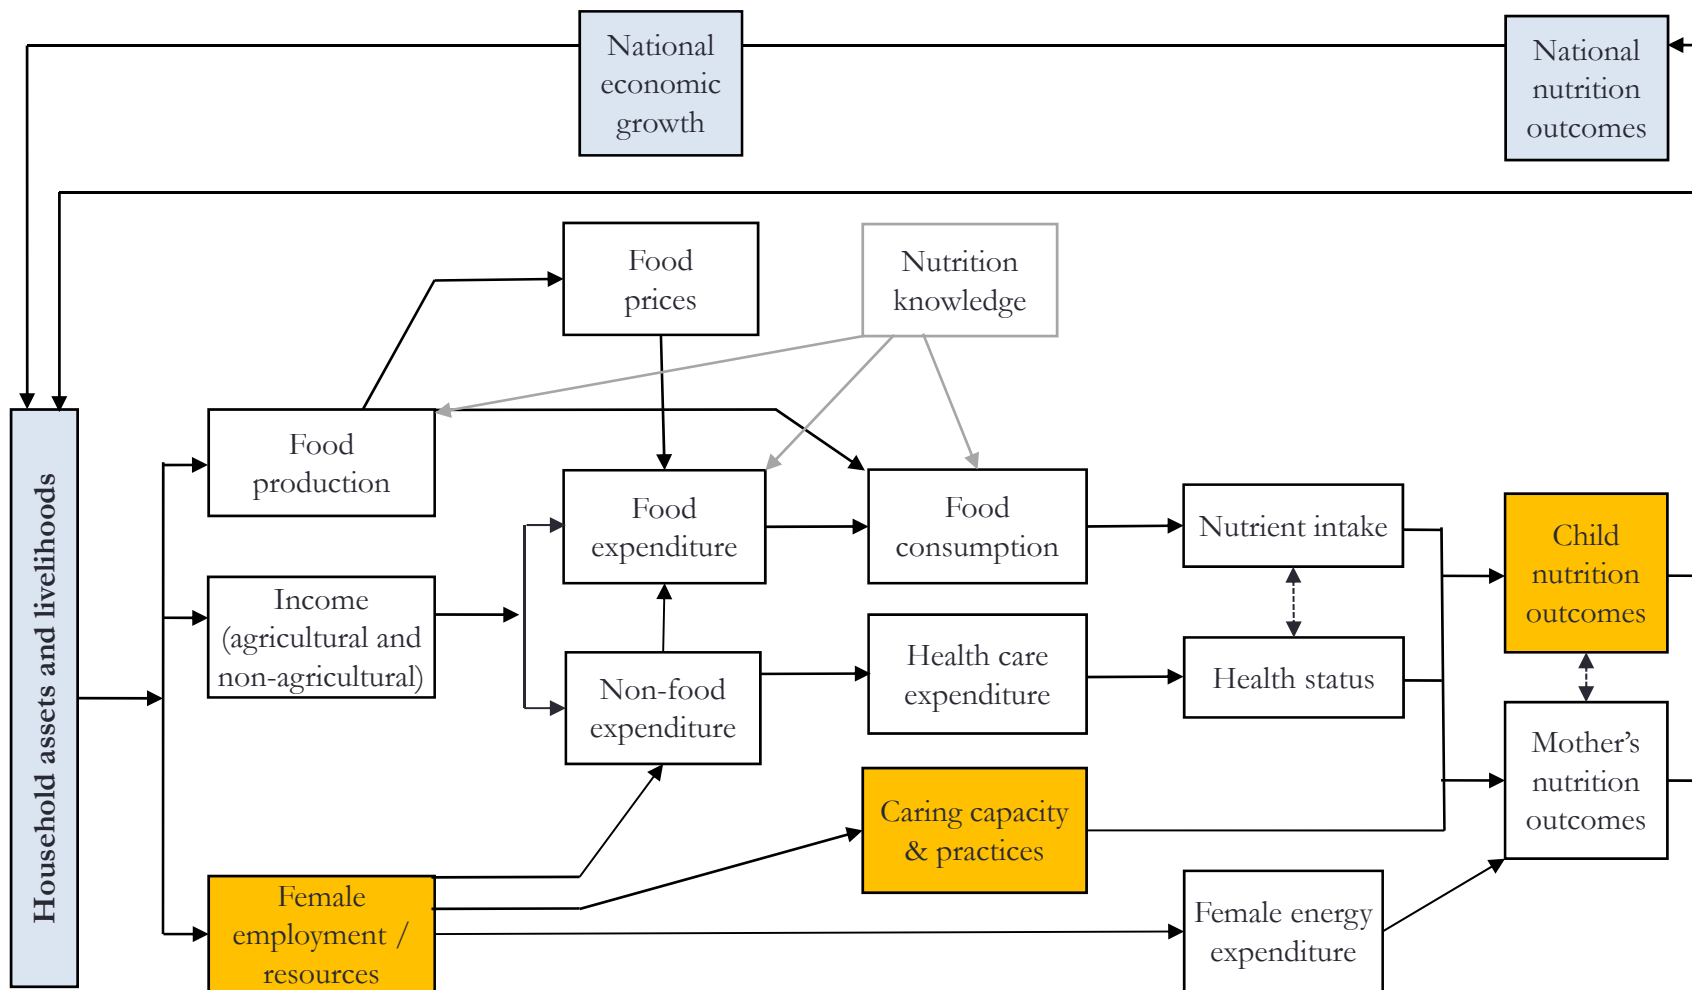 National
economic
growth
National
nutrition
outcomes
Food
prices
Nutrition
knowledge
Household assets and livelihoods
Food
production
Food
expenditure
Food
consumption
Nutrient intake
Child
nutrition
outcomes
Income
(agricultural and
non-agricultural)
Non-food
expenditure
Health care
expenditure
Health status
Mother’s
nutrition
outcomes
Caring capacity
& practices
Female
employment /
resources
Female energy
expenditure